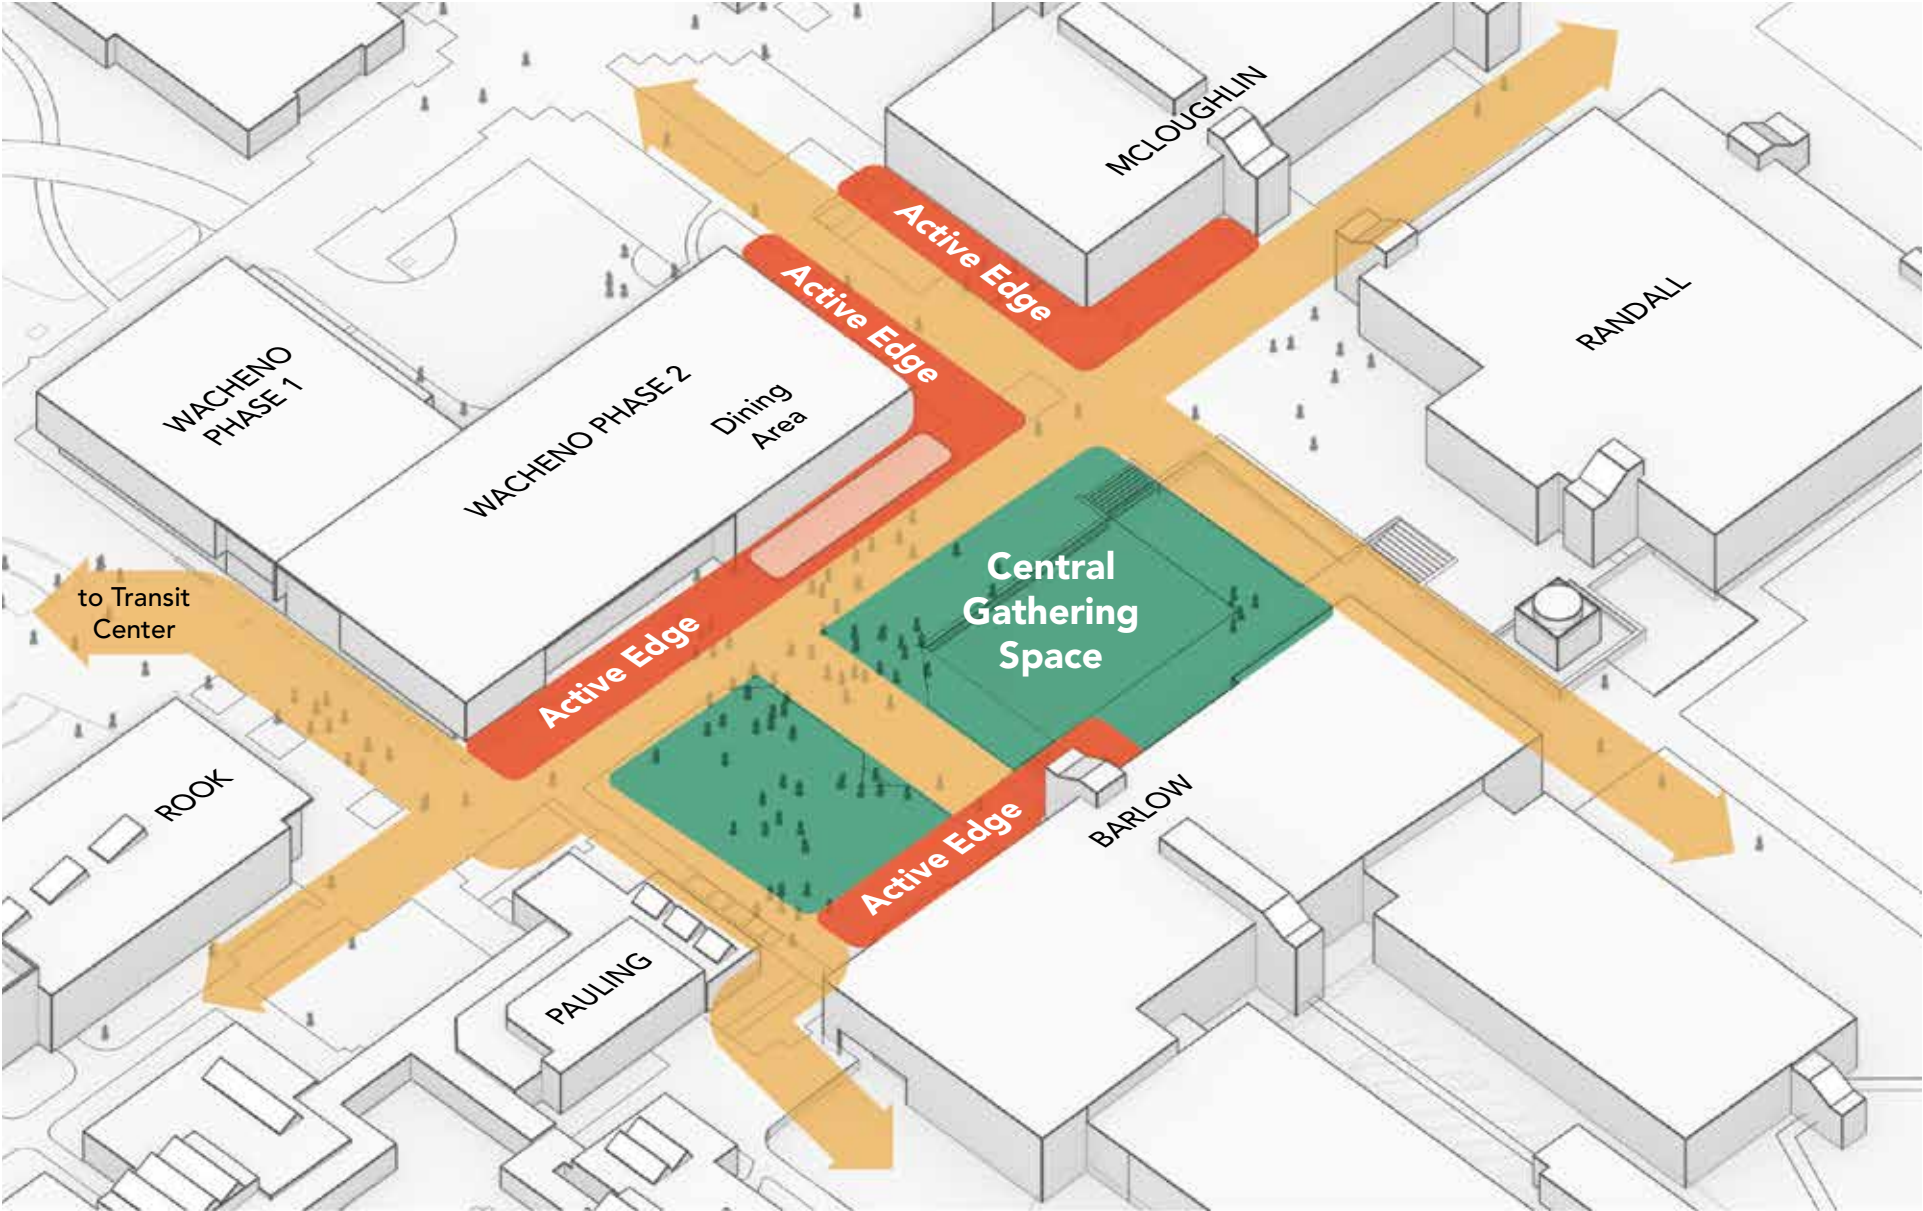 MCLOUGHLIN
Active Edge
Active Edge
RANDALL
WACHENO
PHASE 1
WACHENO PHASE 2
Dining
Area
Central
Gathering
Space
to Transit
Center
Active Edge
ROOK
Active Edge
BARLOW
PAULING